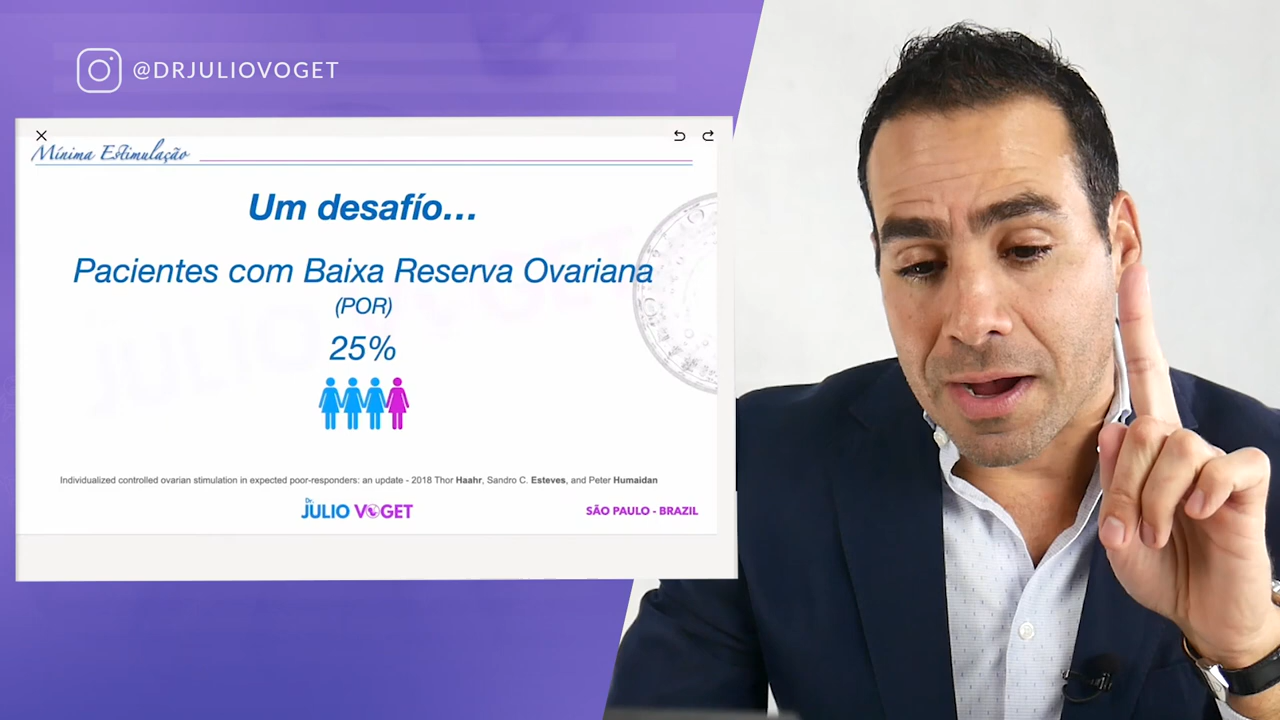 @DRJULIOVOGET
Mínima Estimulação
Um desafío...
Pacientes com Baixa Reserva Ovariana
(POR)
25%
Individualized controlled ovarian stimulation in expected poor-responders: an update - 2018 Thor Haahr, Sandro C. Esteves, and Peter Humaidan
Dr.
JULIO VOGET
SÃO PAULO - BRAZIL